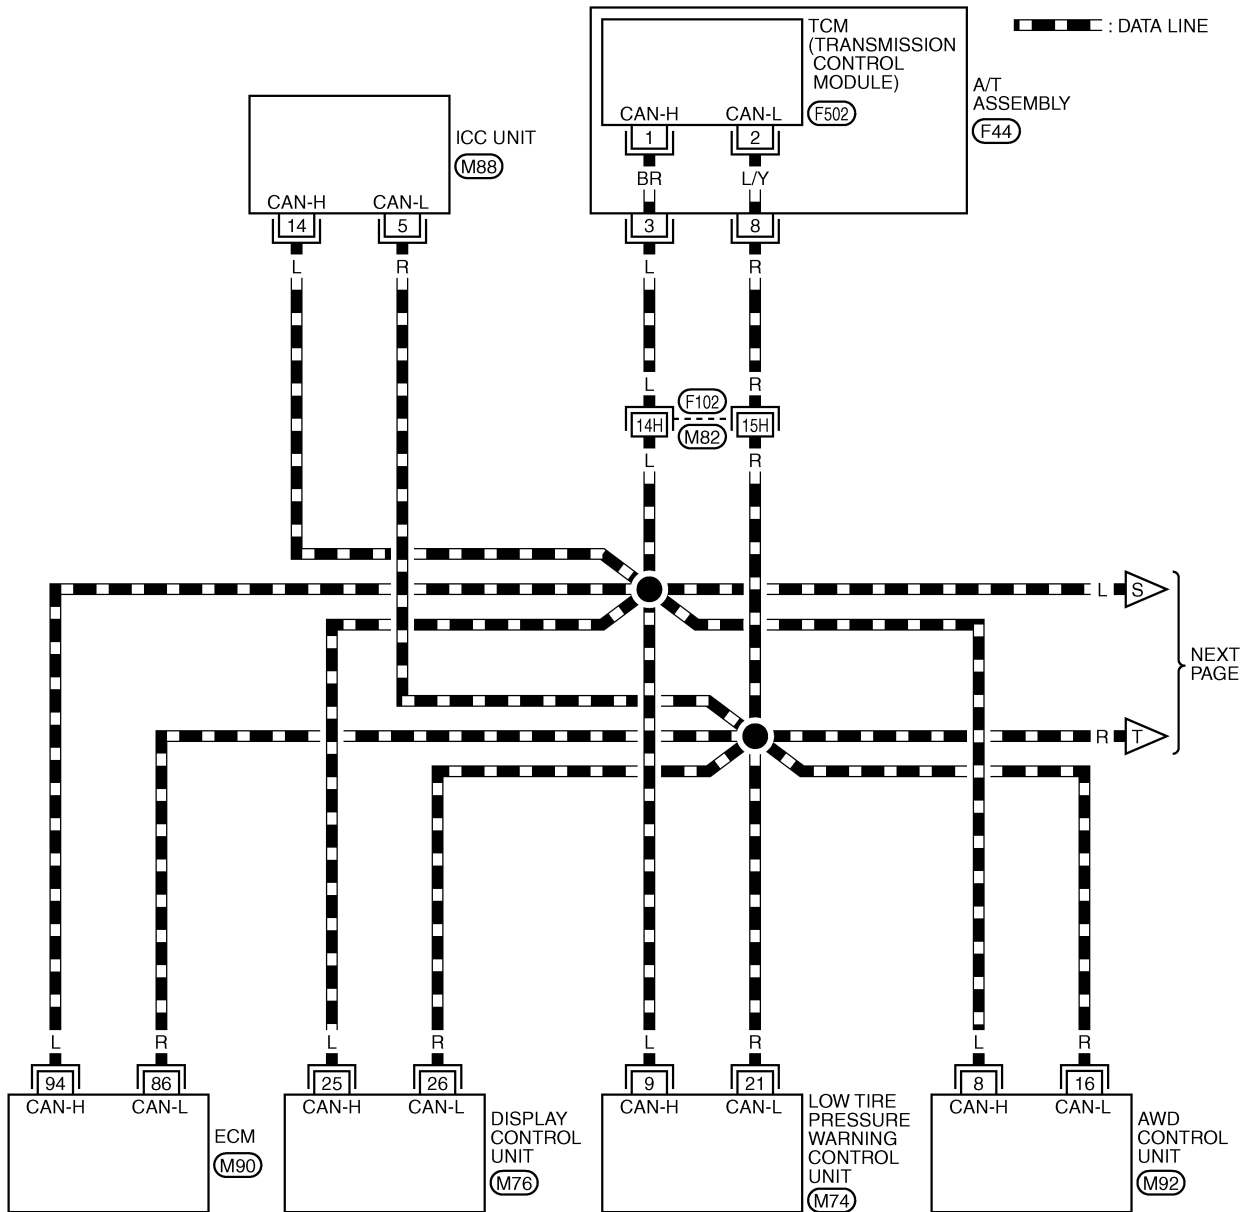 TCM
(TRANSMISSION
CONTROL
MODULE)
: DATA LINE
A/T
ASSEMBLY
F44
CAN-H
CAN-L
F502
1
2
BR
L/Y
ICC UNIT
M88
CAN-H
CAN-L
14
5
3
8
L
R
L
R
L
R
F102
14H
15H
M82
L
R
L
S
NEXT
PAGE
R
T
L
R
L
R
L
R
L
R
94
86
25
26
9
21
8
16
CAN-H
CAN-L
CAN-H
CAN-L
CAN-H
CAN-L
CAN-H
CAN-L
ECM
M90
DISPLAY
CONTROL
UNIT
M76
LOW TIRE
PRESSURE
WARNING
CONTROL
UNIT
M74
AWD
CONTROL
UNIT
M92